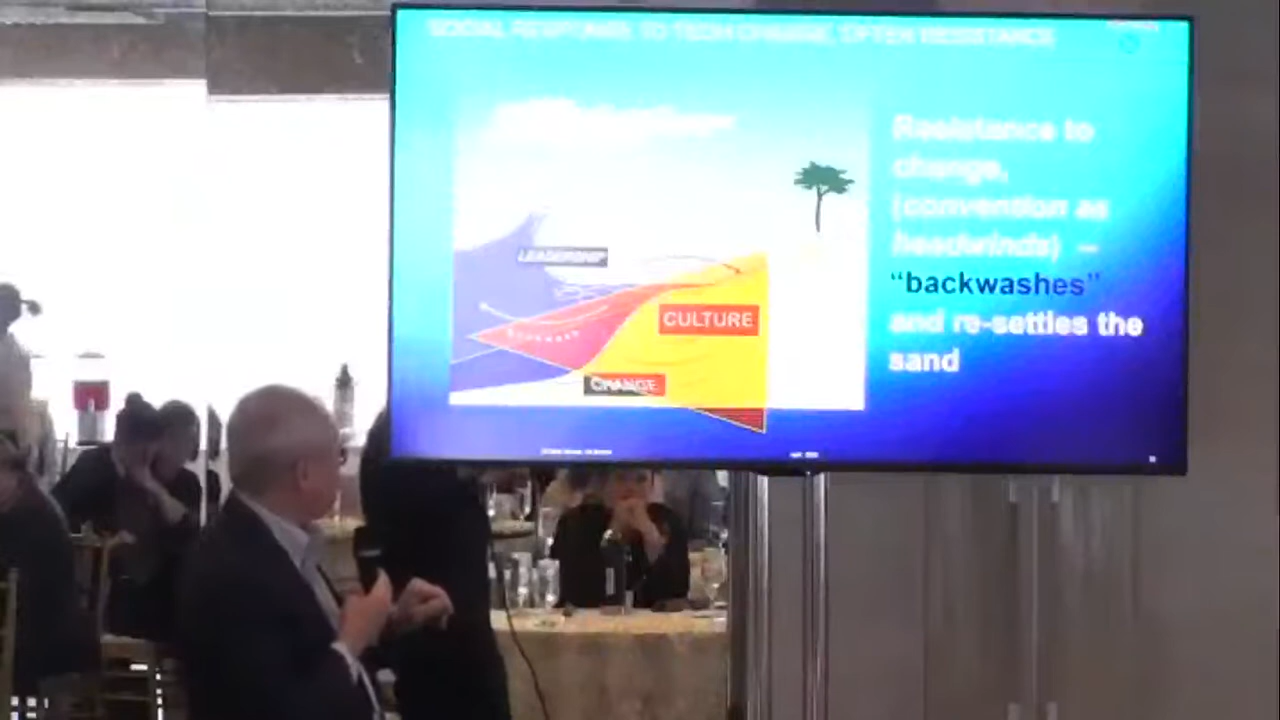 SOCIAL RESPONSE TO TECH CHANGE, OFTEN RESISTANCE
Resistance to
change,
(convention as
headwinds) –
“backwashes”
and re-settles the
sand
LEADERSHIP
CULTURE
CHANGE